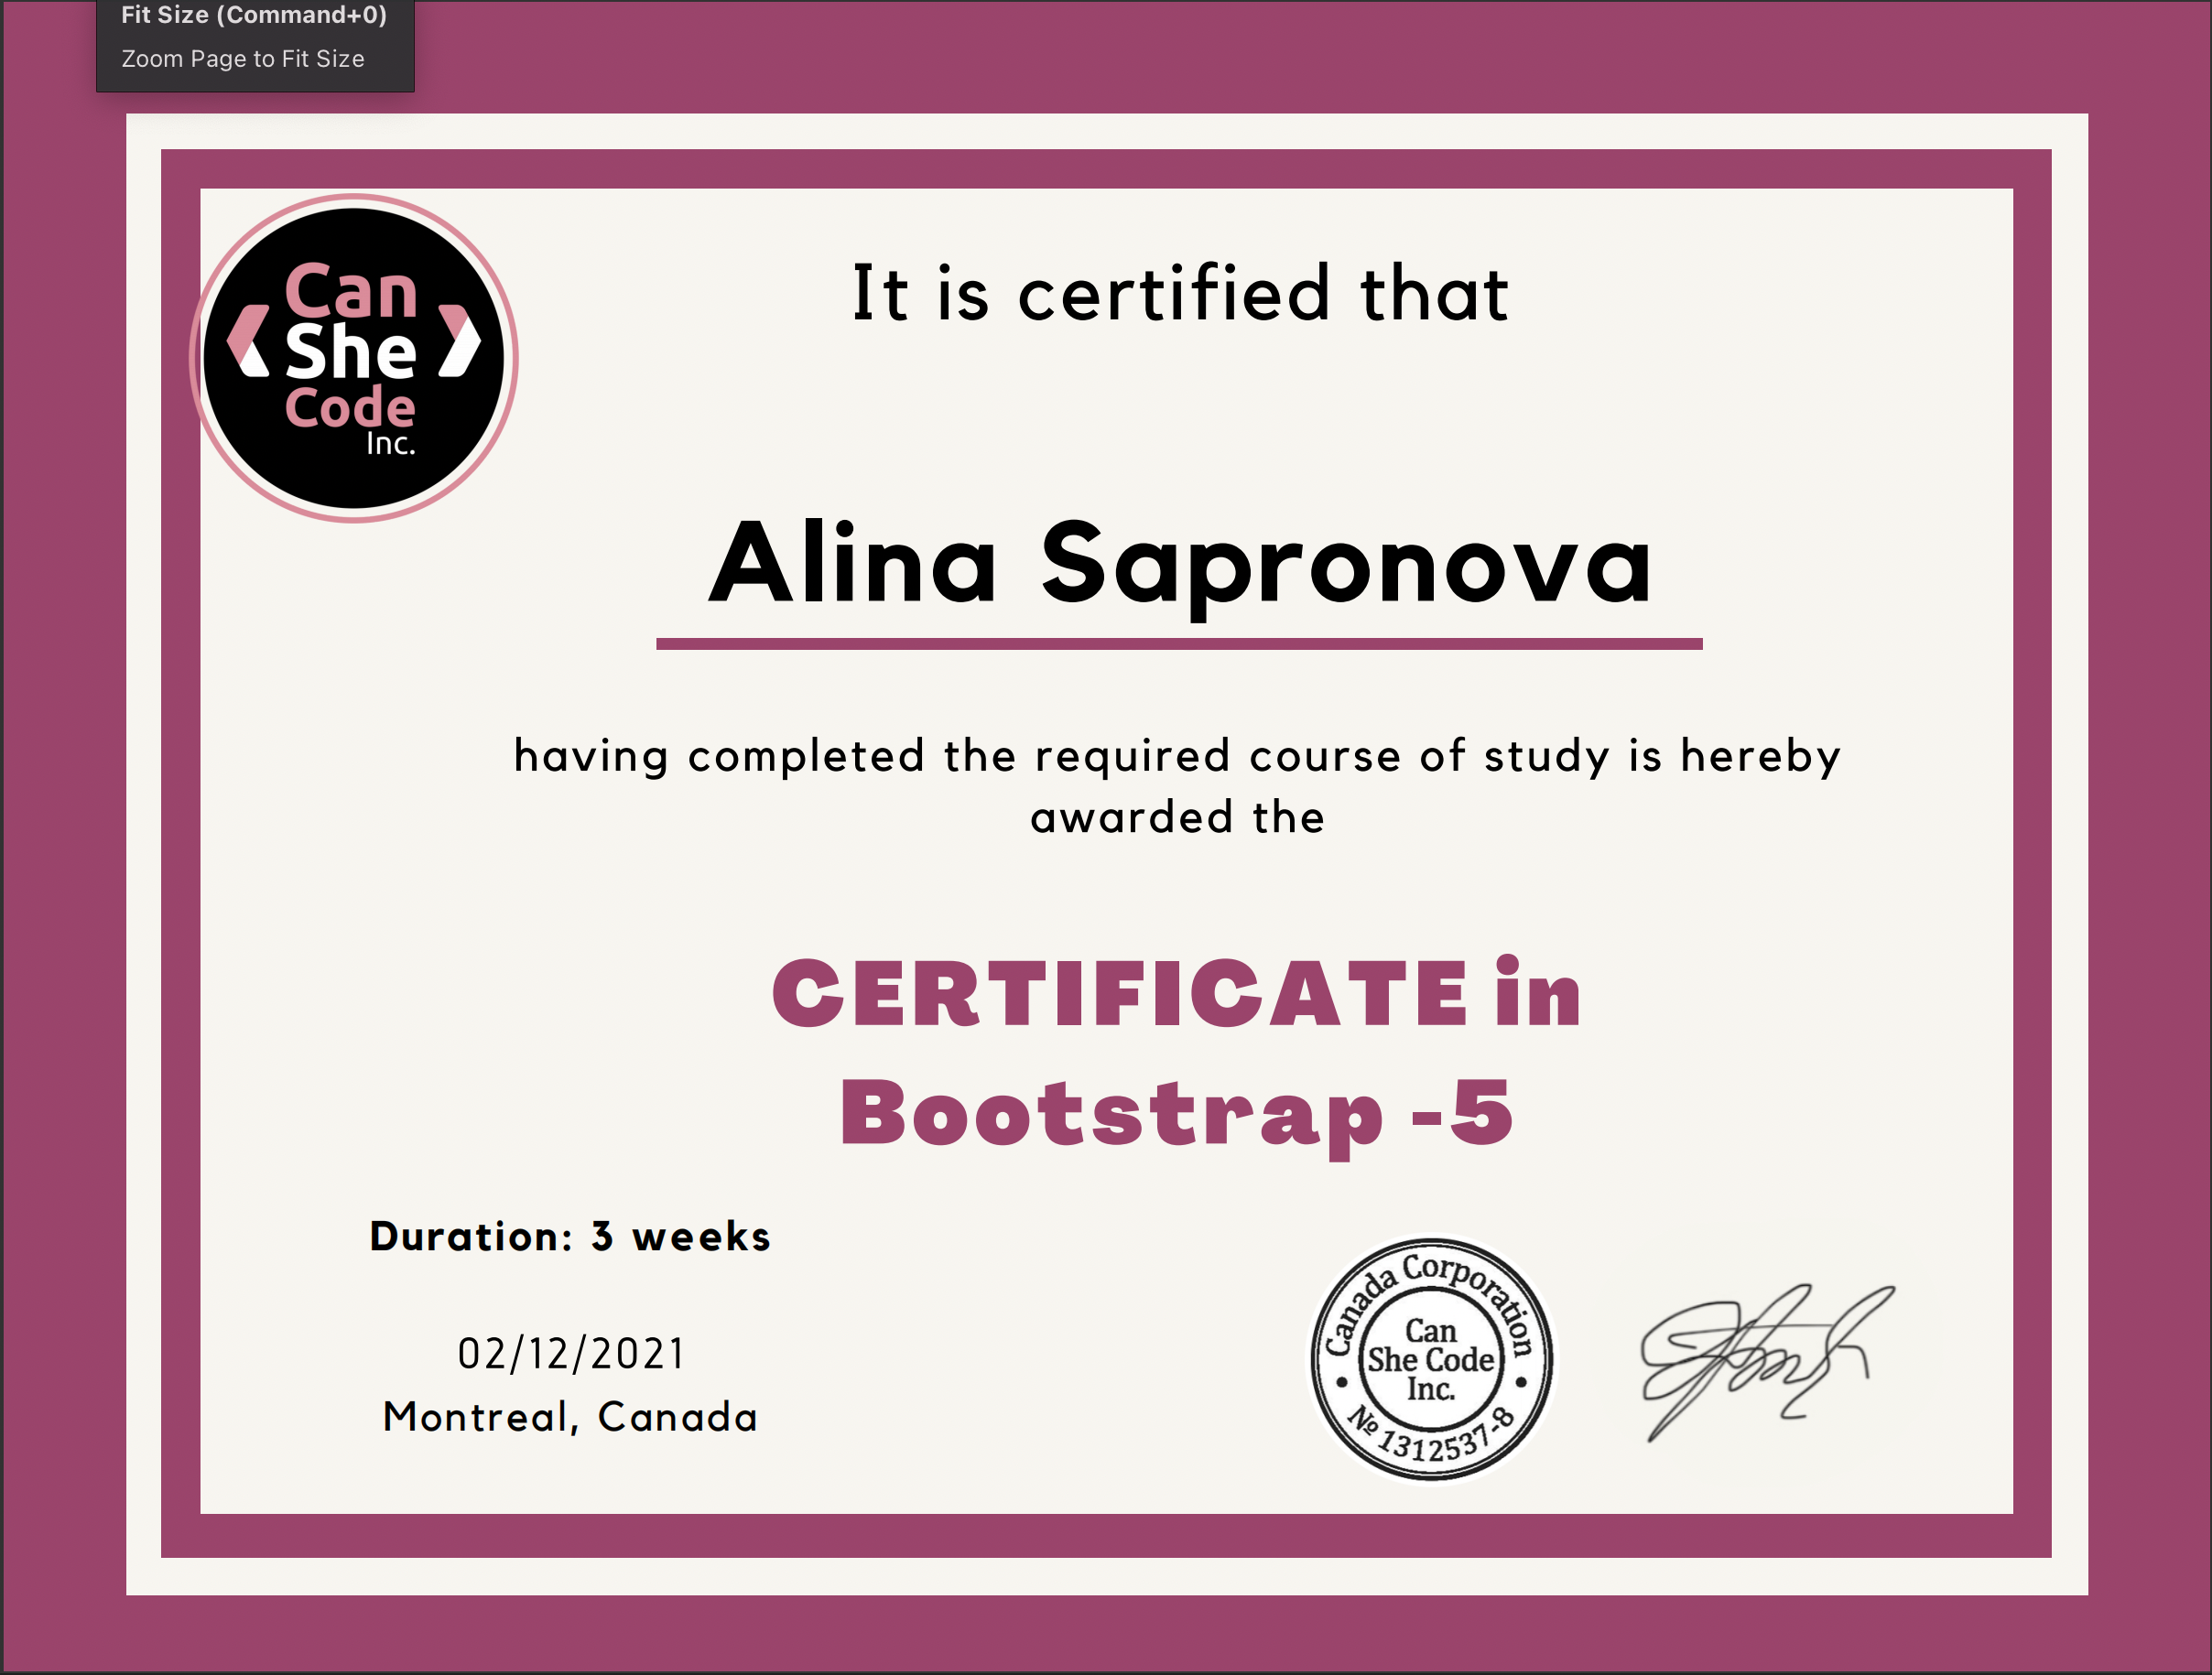 Fit Size (Command+0)
Zoom Page to Fit Size
Can
She
Code
Inc.
It is certified that
Alina Sapronova
having completed the required course of study is hereby
awarded the
CERTIFICATE in
Bootstrap -5
Duration: 3 weeks
02/12/2021
Montreal, Canada
Canada Corporation
Can
She Code
Inc.
№ 1312537-8